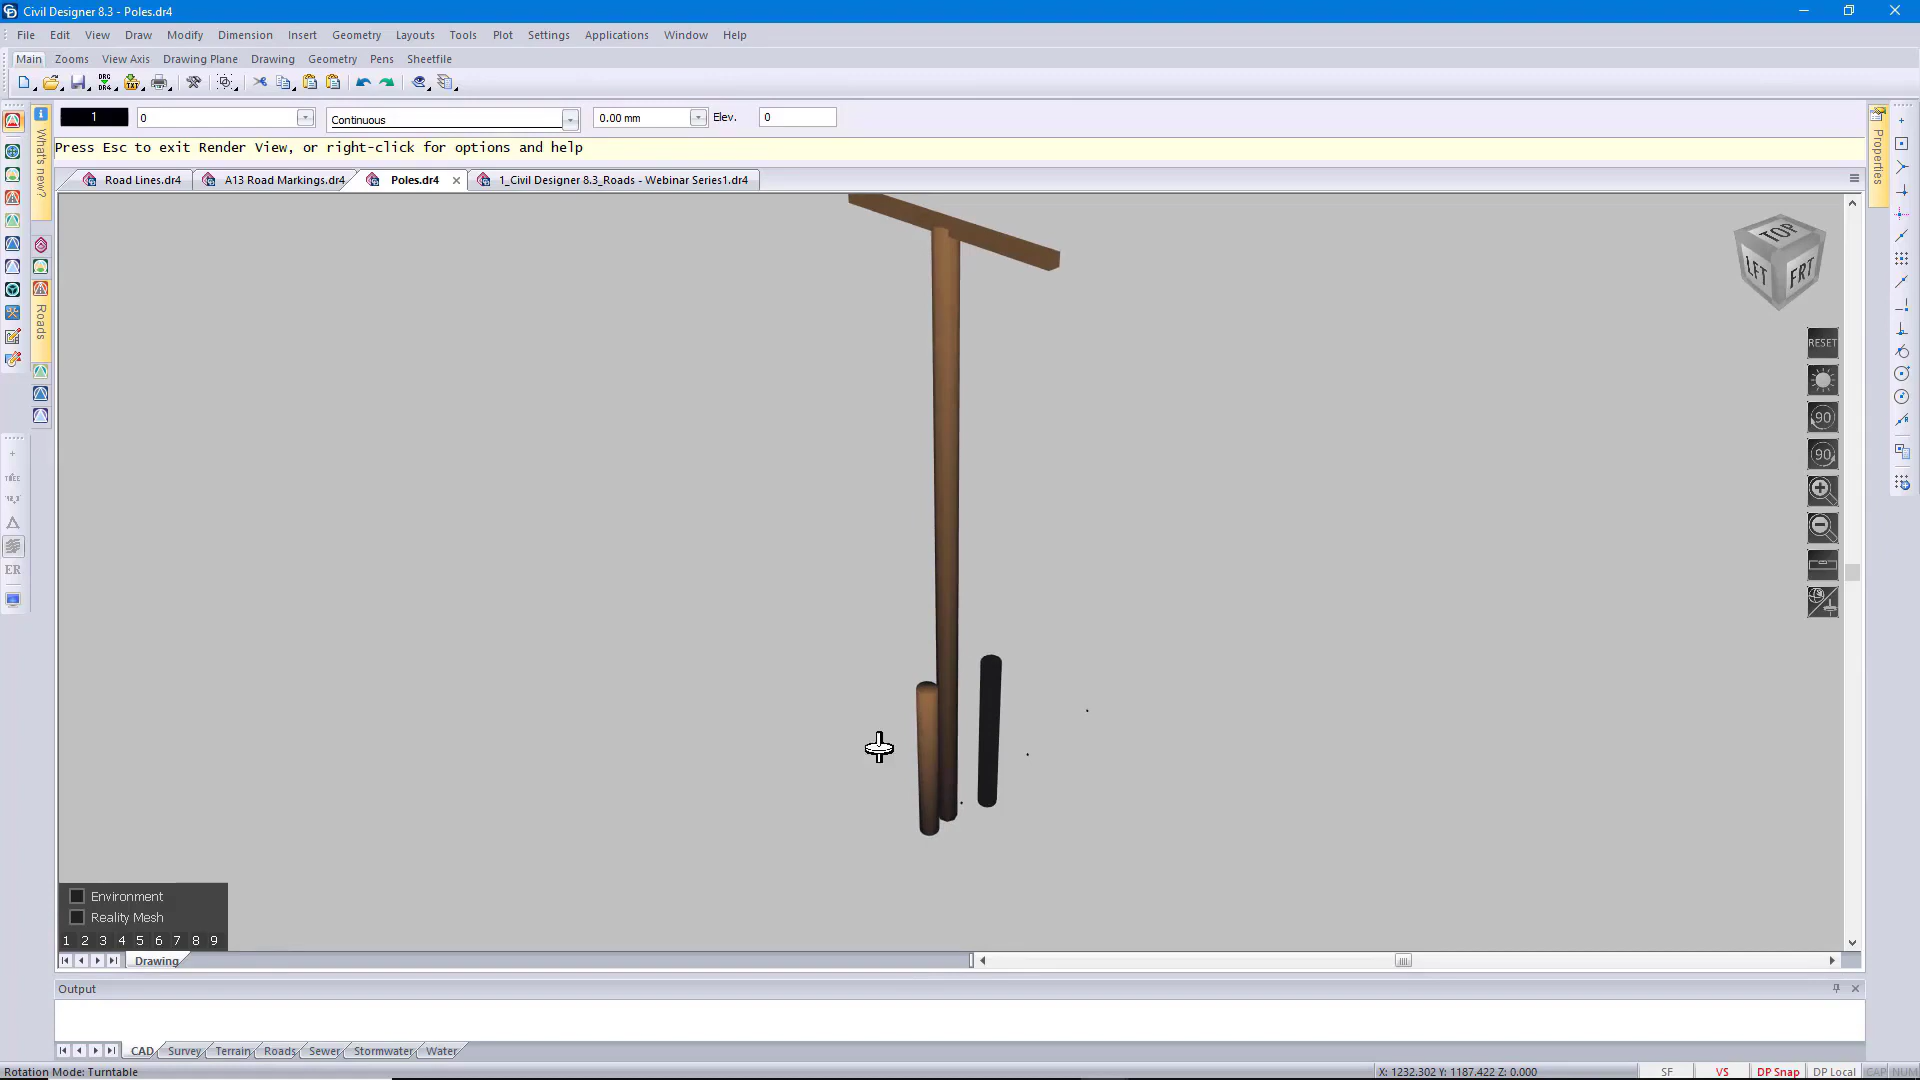 Civil Designer 8.3 - Poles.dr4
File Edit View Draw Modify Dimension Insert Geometry Layouts Tools Plot Settings Applications Window Help
Main Zooms View Axis Drawing Plane Drawing Geometry Pens Sheetfile
1 0 Continuous 0.00 mm Elev. 0
Press Esc to exit Render View, or right-click for options and help
Road Lines.dr4 A13 Road Markings.dr4 Poles.dr4 1_Civil Designer 8.3_Roads - Webinar Series1.dr4
What's new?
Roads
Properties
TOP
LFT FRT
RESET
90
90
TREE
ER
Environment
Reality Mesh
1 2 3 4 5 6 7 8 9
Drawing
Output
CAD Survey Terrain Roads Sewer Stormwater Water
Rotation Mode: Turntable X: 1232.302 Y: 1187.422 Z: 0.000 SF VS DP Snap DP Local CAP NUM